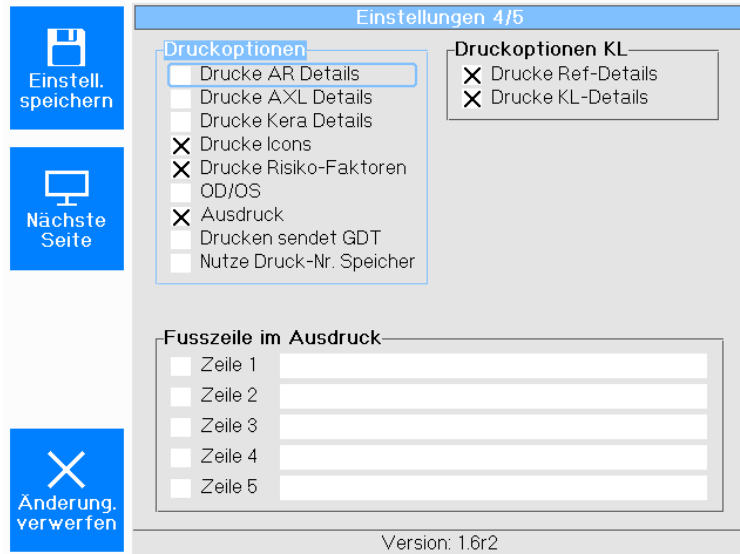 Einstellungen 4/5
Einstell.
speichern
Nächste
Seite
Änderung.
verwerfen
Druckoptionen
Drucke AR Details
Drucke AXL Details
Drucke Kera Details
Drucke Icons
Drucke Risiko-Faktoren
OD/OS
Ausdruck
Drucken sendet GDT
Nutze Druck-Nr. Speicher
Druckoptionen KL
Drucke Ref-Details
Drucke KL-Details
Fusszeile im Ausdruck
Zeile 1
Zeile 2
Zeile 3
Zeile 4
Zeile 5
Version: 1.6r2